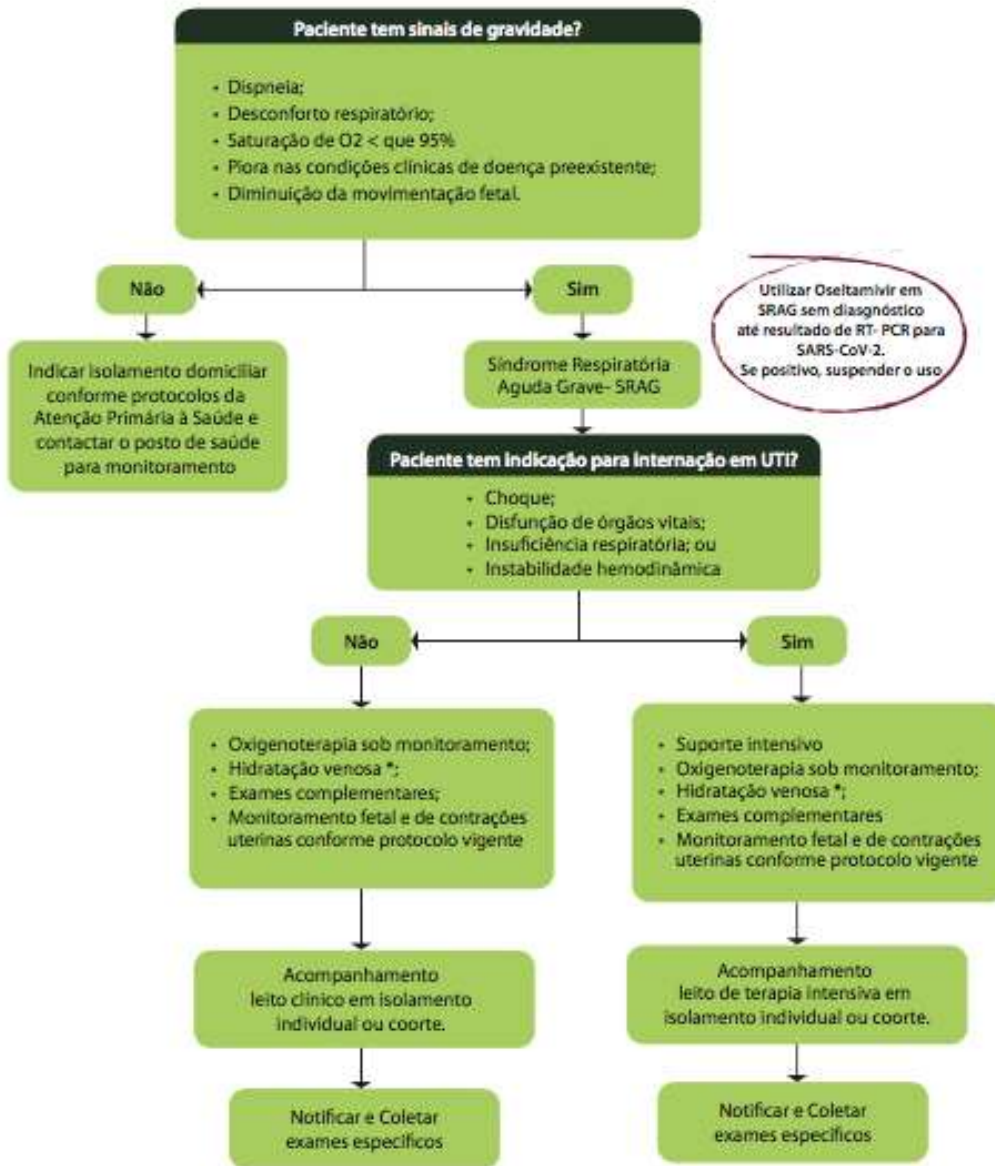 Paciente tem sinais de gravidade?
• Dispneia;
• Desconforto respiratório;
• Saturação de O2 < que 95%
• Piora nas condições clínicas de doença preexistente;
• Diminuição da movimentação fetal.
Não
Sim
Utilizar Oseltamivir em
SRAG sem diasgnóstico
até resultado de RT- PCR para
SARS-CoV-2.
Se positivo, suspender o uso
Indicar isolamento domiciliar
conforme protocolos da
Atenção Primária à Saúde e
contactar o posto de saúde
para monitoramento
Síndrome Respiratória
Aguda Grave- SRAG
Paciente tem indicação para internação em UTI?
• Choque;
• Disfunção de órgãos vitais;
• Insuficiência respiratória; ou
• Instabilidade hemodinâmica
Não
Sim
• Oxigenoterapia sob monitoramento;
• Hidratação venosa *;
• Exames complementares;
• Monitoramento fetal e de contrações
uterinas conforme protocolo vigente
• Suporte intensivo
• Oxigenoterapia sob monitoramento;
• Hidratação venosa *;
• Exames complementares
• Monitoramento fetal e de contrações
uterinas conforme protocolo vigente
Acompanhamento
leito clínico em isolamento
individual ou coorte.
Acompanhamento
leito de terapia intensiva em
isolamento individual ou coorte.
Notificar e Coletar
exames específicos
Notificar e Coletar
exames específicos